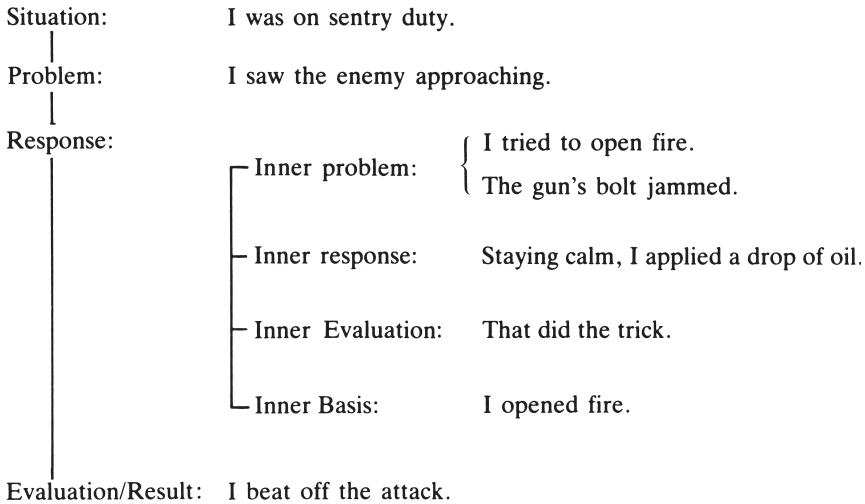 Situation: I was on sentry duty.
Problem: I saw the enemy approaching.
Response:
Inner problem: I tried to open fire.
The gun's bolt jammed.
Inner response: Staying calm, I applied a drop of oil.
Inner Evaluation: That did the trick.
Inner Basis: I opened fire.
Evaluation/Result: I beat off the attack.